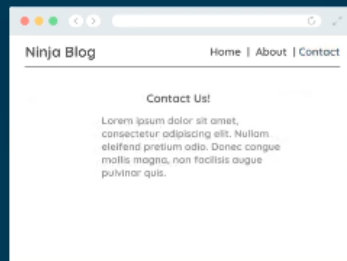 Ninja Blog
Home | About | Contact
Contact Us!
Lorem ipsum dolor sit amet,
consectetur adipiscing elit. Nullam
eleifend pretium odio. Donec congue
mollis magna, non facilisis augue
pulvinar quis.